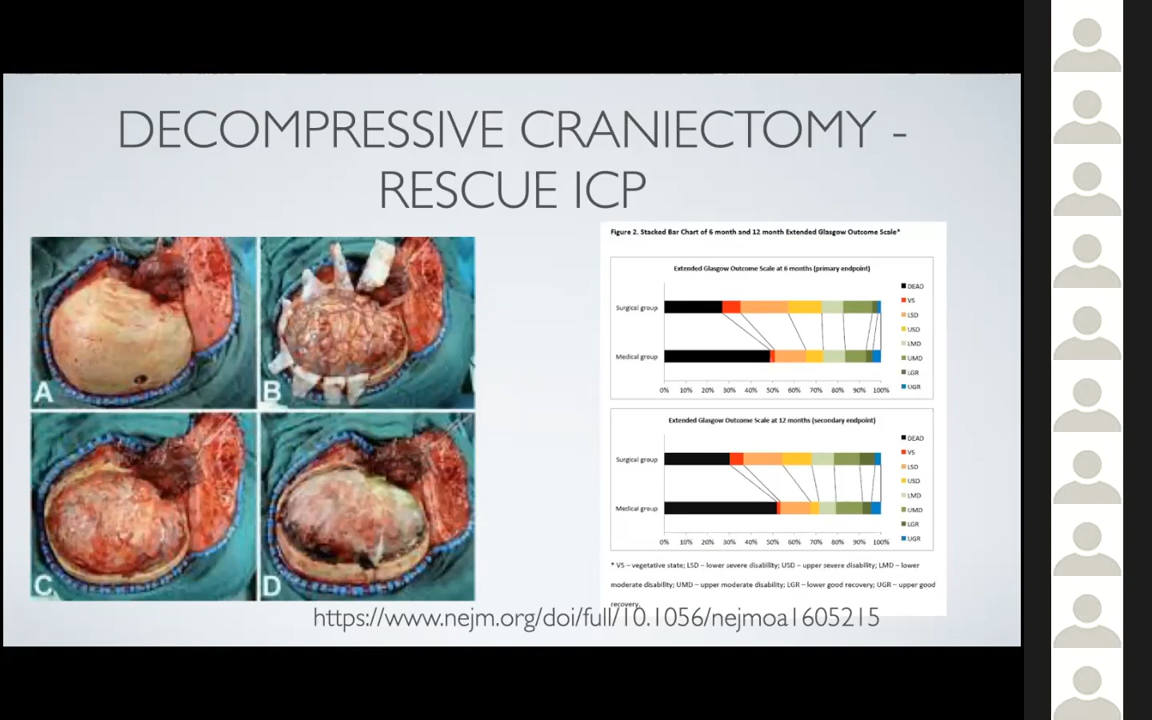 DECOMPRESSIVE CRANIECTOMY -
RESCUE ICP
A
B
C
D
Figure 2. Stacked Bar Chart of 6 month and 12 month Extended Glasgow Outcome Scale*
Extended Glasgow Outcome Scale at 6 months (primary endpoint)
Surgical group
Medical group
0% 10% 20% 30% 40% 50% 60% 70% 80% 90% 100%
DEAD
VS
LSD
USD
LMD
UMD
LGR
UGR
Extended Glasgow Outcome Scale at 12 months (secondary endpoint)
Surgical group
Medical group
0% 10% 20% 30% 40% 50% 60% 70% 80% 90% 100%
DEAD
VS
LSD
USD
LMD
UMD
LGR
UGR
* VS – vegetative state; LSD – lower severe disability; USD – upper severe disability; LMD – lower
moderate disability; UMD – upper moderate disability; LGR – lower good recovery; UGR – upper good
recovery.
https://www.nejm.org/doi/full/10.1056/nejmoa1605215